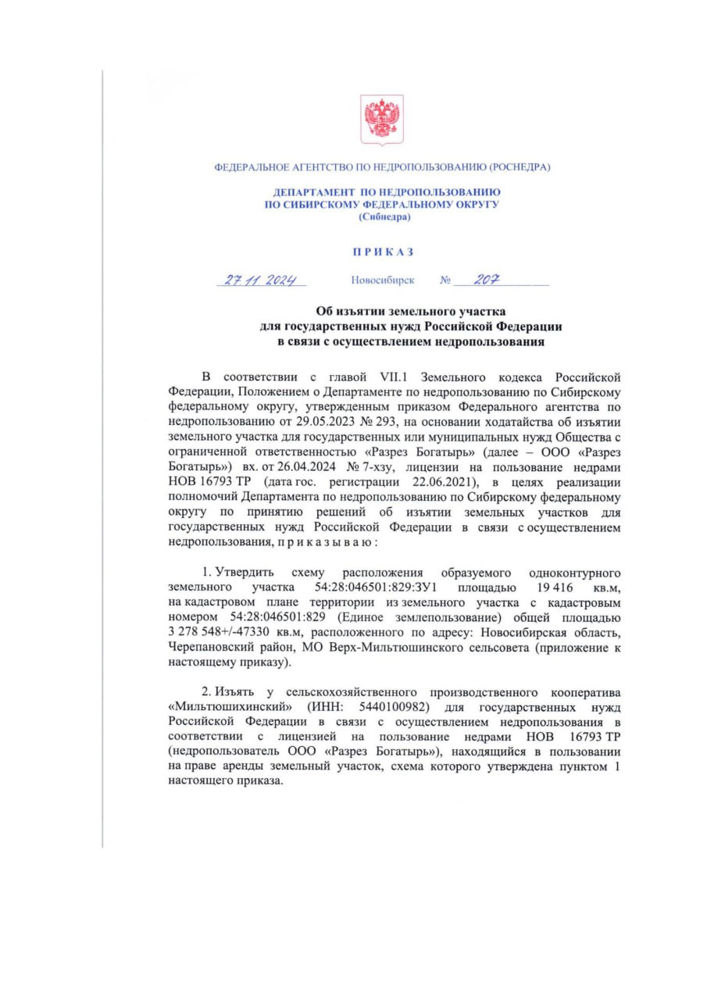 ФЕДЕРАЛЬНОЕ АГЕНТСТВО ПО НЕДРОПОЛЬЗОВАНИЮ (РОСНЕДРА)
ДЕПАРТАМЕНТ ПО НЕДРОПОЛЬЗОВАНИЮ
ПО СИБИРСКОМУ ФЕДЕРАЛЬНОМУ ОКРУГУ
(Сибнедра)
П Р И К А З
27 11 2024 Новосибирск № 207
Об изъятии земельного участка
для государственных нужд Российской Федерации
в связи с осуществлением недропользования
В соответствии с главой VII.1 Земельного кодекса Российской
Федерации, Положением о Департаменте по недропользованию по Сибирскому
федеральному округу, утвержденным приказом Федерального агентства по
недропользованию от 29.05.2023 № 293, на основании ходатайства об изъятии
земельного участка для государственных или муниципальных нужд Общества с
ограниченной ответственностью «Разрез Богатырь» (далее – ООО «Разрез
Богатырь») вх. от 26.04.2024 № 7-хзу, лицензии на пользование недрами
НОВ 16793 ТР (дата гос. регистрации 22.06.2021), в целях реализации
полномочий Департамента по недропользованию по Сибирскому федеральному
округу по принятию решений об изъятии земельных участков для
государственных нужд Российской Федерации в связи с осуществлением
недропользования, п р и к а з ы в а ю :
1. Утвердить схему расположения образуемого одноконтурного
земельного участка 54:28:046501:829:ЗУ1 площадью 19 416 кв.м,
на кадастровом плане территории из земельного участка с кадастровым
номером 54:28:046501:829 (Единое землепользование) общей площадью
3 278 548+/-47330 кв.м, расположенного по адресу: Новосибирская область,
Черепановский район, МО Верх-Мильтюшинского сельсовета (приложение к
настоящему приказу).
2. Изъять у сельскохозяйственного производственного кооператива
«Мильтюшихинский» (ИНН: 5440100982) для государственных нужд
Российской Федерации в связи с осуществлением недропользования в
соответствии с лицензией на пользование недрами НОВ 16793 ТР
(недропользователь ООО «Разрез Богатырь»), находящийся в пользовании
на праве аренды земельный участок, схема которого утверждена пунктом 1
настоящего приказа.